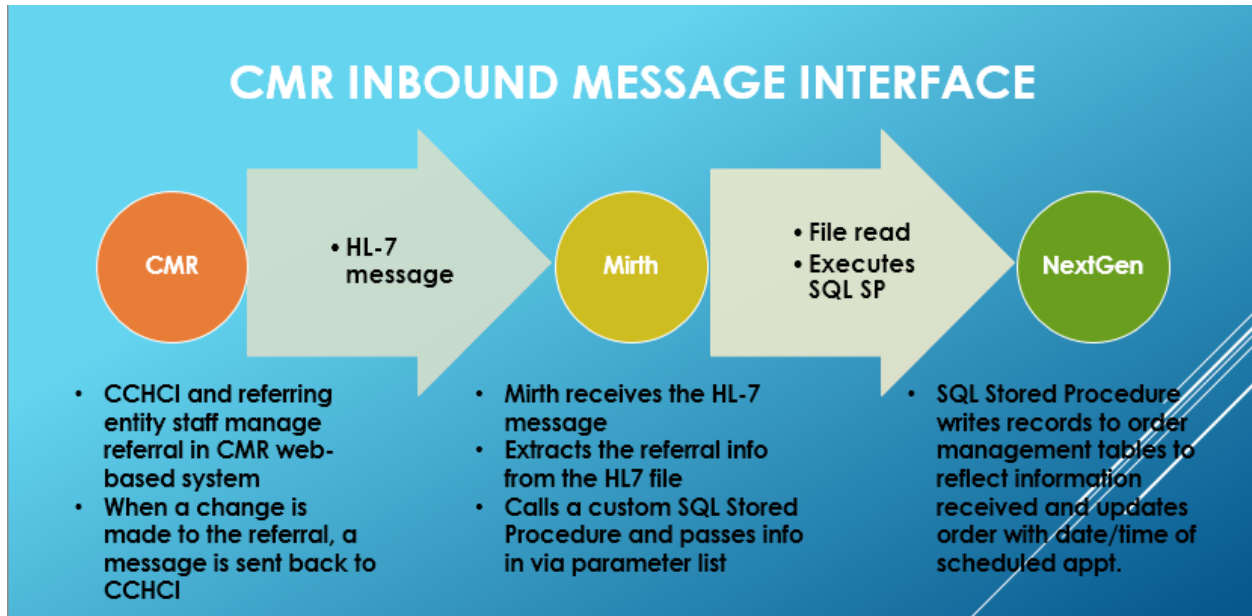 CMR INBOUND MESSAGE INTERFACE
CMR
• HL-7
message
Mirth
• File read
• Executes
SQL SP
NextGen
• CCHCI and referring
entity staff manage
referral in CMR web-
based system
• When a change is
made to the referral, a
message is sent back to
CCHCI
• Mirth receives the HL-7
message
• Extracts the referral info
from the HL7 file
• Calls a custom SQL Stored
Procedure and passes info
in via parameter list
• SQL Stored Procedure
writes records to order
management tables to
reflect information
received and updates
order with date/time of
scheduled appt.